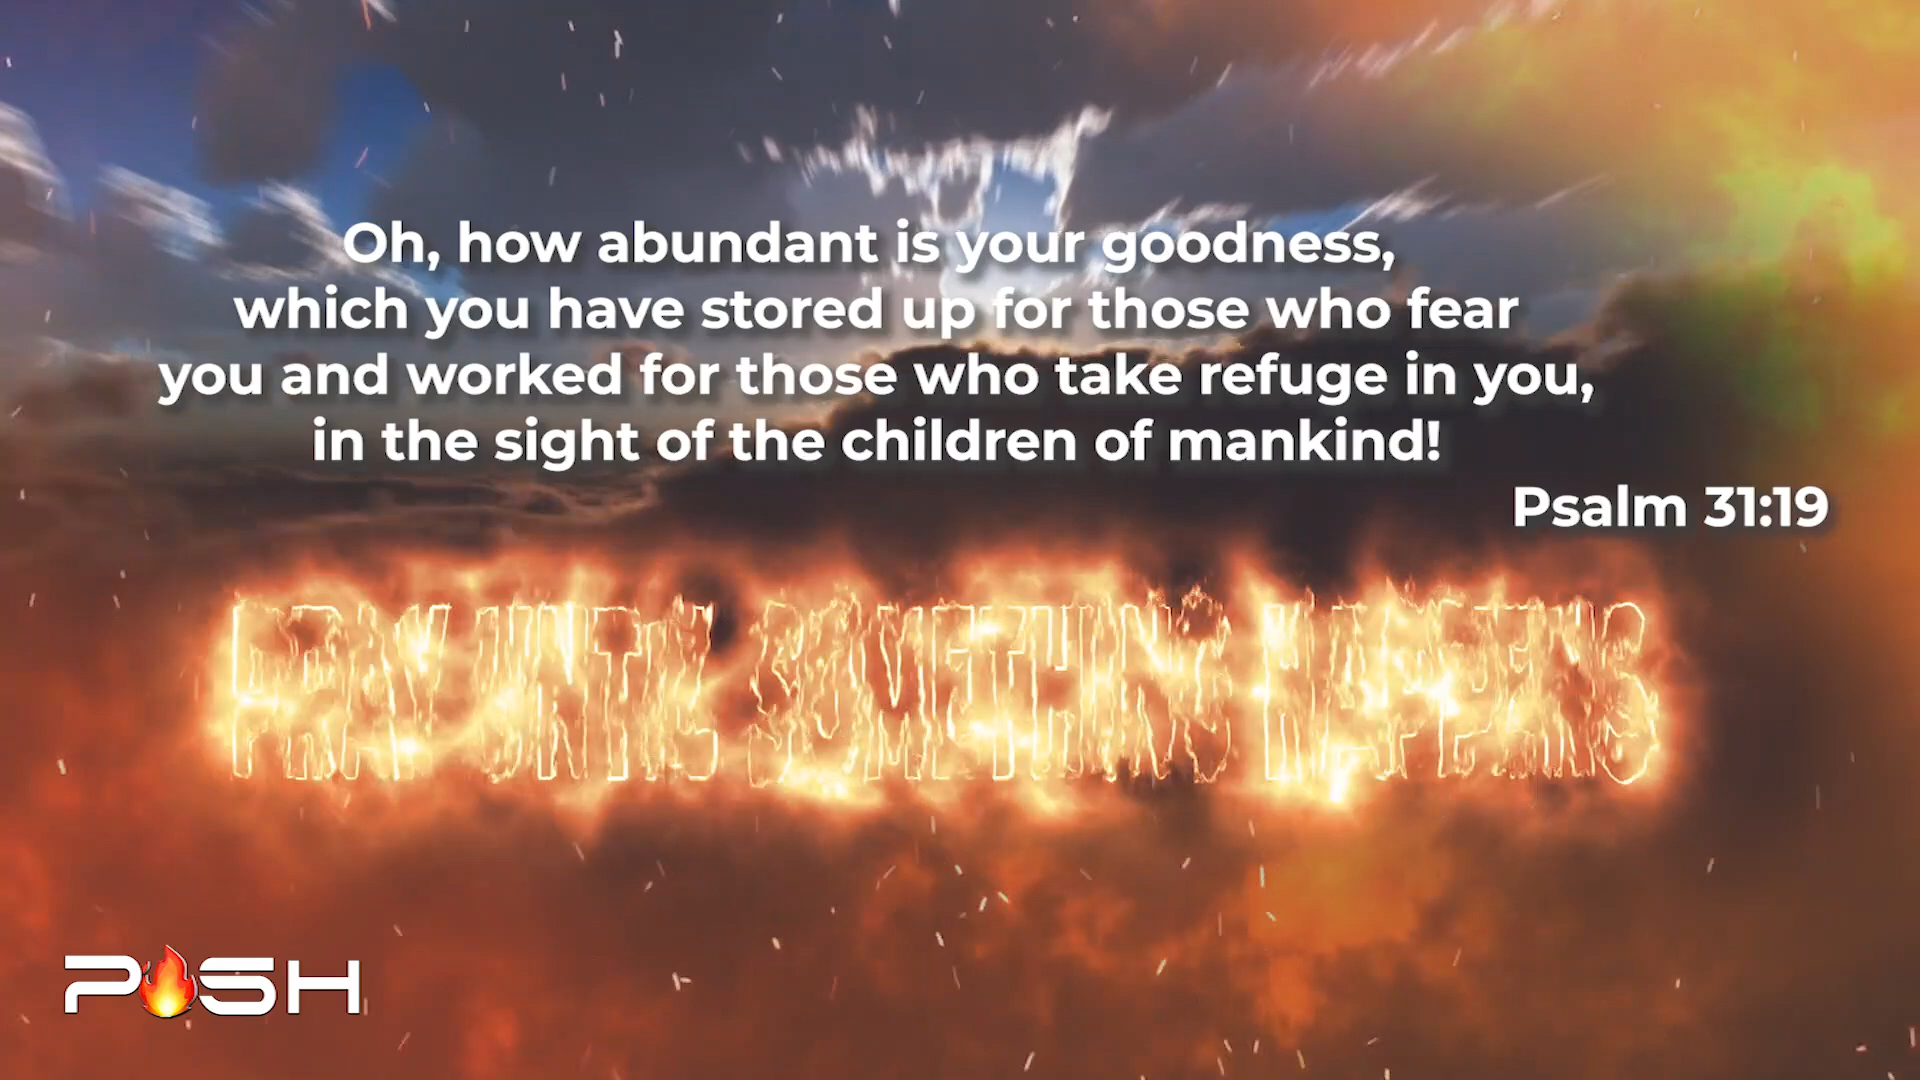 Oh, how abundant is your goodness,
which you have stored up for those who fear
you and worked for those who take refuge in you,
in the sight of the children of mankind!
Psalm 31:19
PRAY UNTIL SOMETHING HAPPENS
PUSH